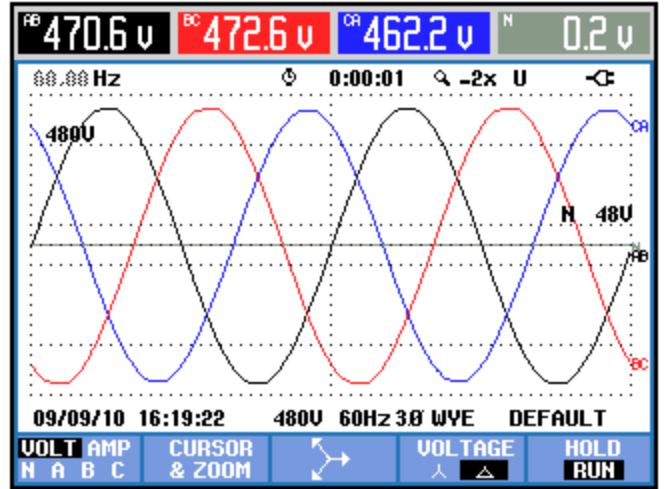 AB 470.6 V BC 472.6 V CA 462.2 V N 0.2 V
00.00 Hz 0:00:01 -2x U
CA
480V
N 48V
N
AB
BC
09/09/10 16:19:22 480V 60Hz 3Ø WYE DEFAULT
VOLT AMP CURSOR VOLTAGE HOLD
N A B C & ZOOM RUN